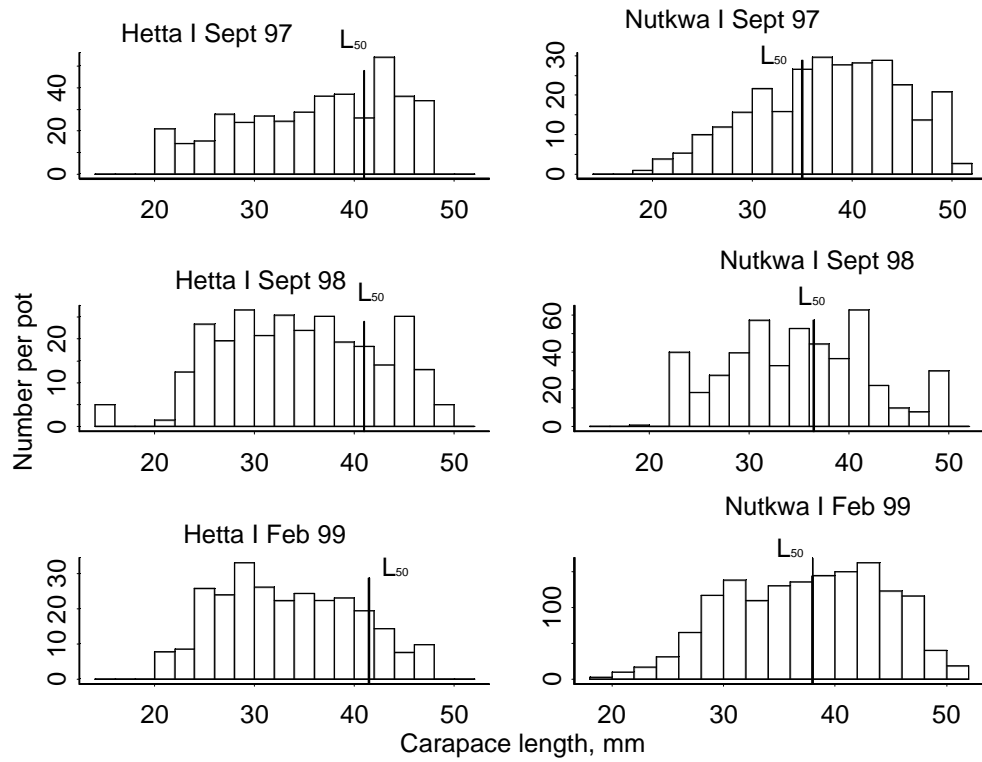 Hetta I Sept 97
L50
0 20 40
20 30 40 50
Nutkwa I Sept 97
L50
0 10 20 30
20 30 40 50
Hetta I Sept 98
L50
0 10 20
20 30 40 50
Nutkwa I Sept 98
L50
0 20 40 60
20 30 40 50
Hetta I Feb 99
L50
0 10 20 30
20 30 40 50
Nutkwa I Feb 99
L50
0 100
20 30 40 50
Number per pot
Carapace length, mm